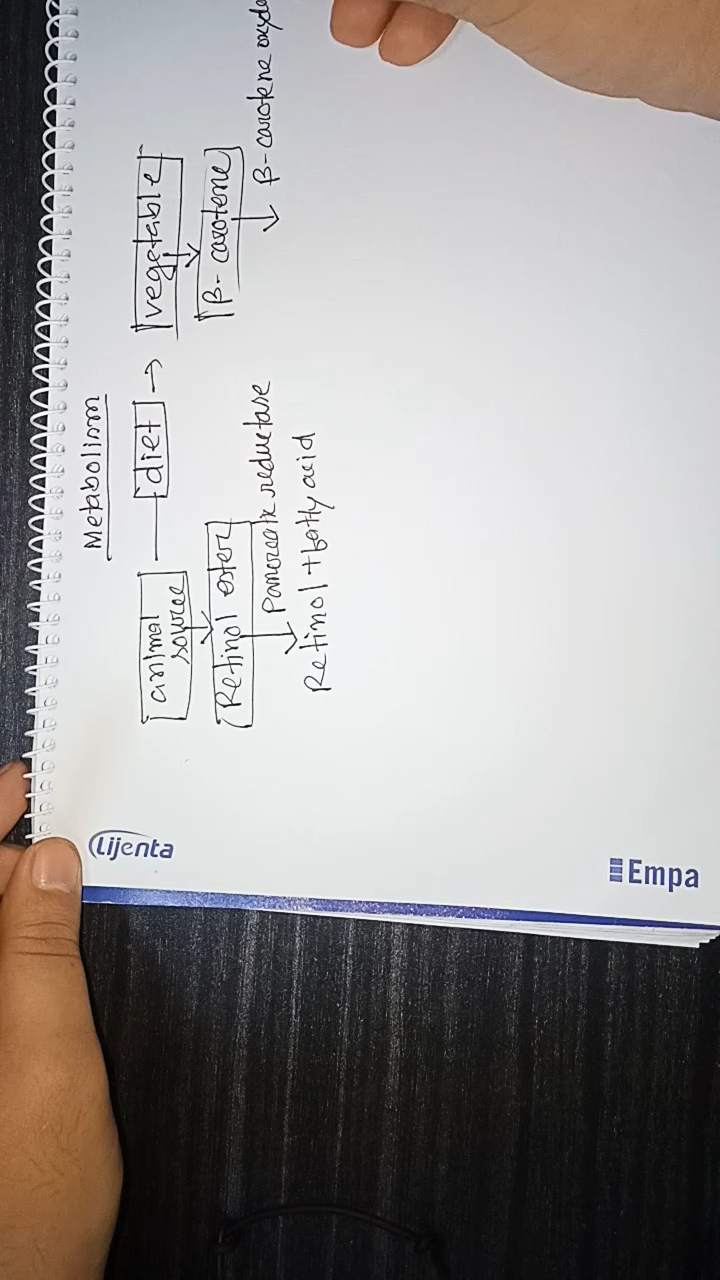 Metabolism
animal source — diet → vegetable
Retinol ester
β-carotene
Pancreatic reductase
β-carotene
Retinol + fatty acid
Lijenta
Empa